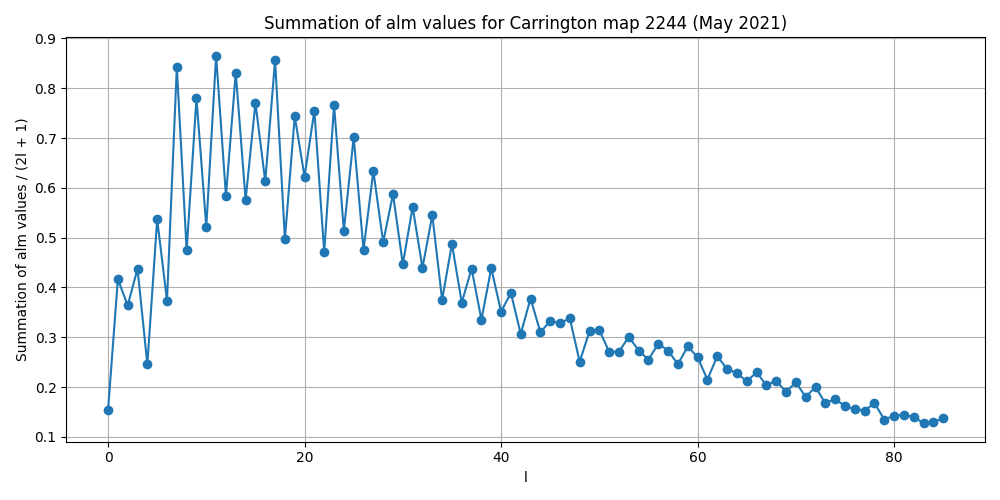 Summation of alm values for Carrington map 2244 (May 2021)
Summation of alm values / (2l + 1)
0.9
0.8
0.7
0.6
0.5
0.4
0.3
0.2
0.1
0 20 40 60 80
l